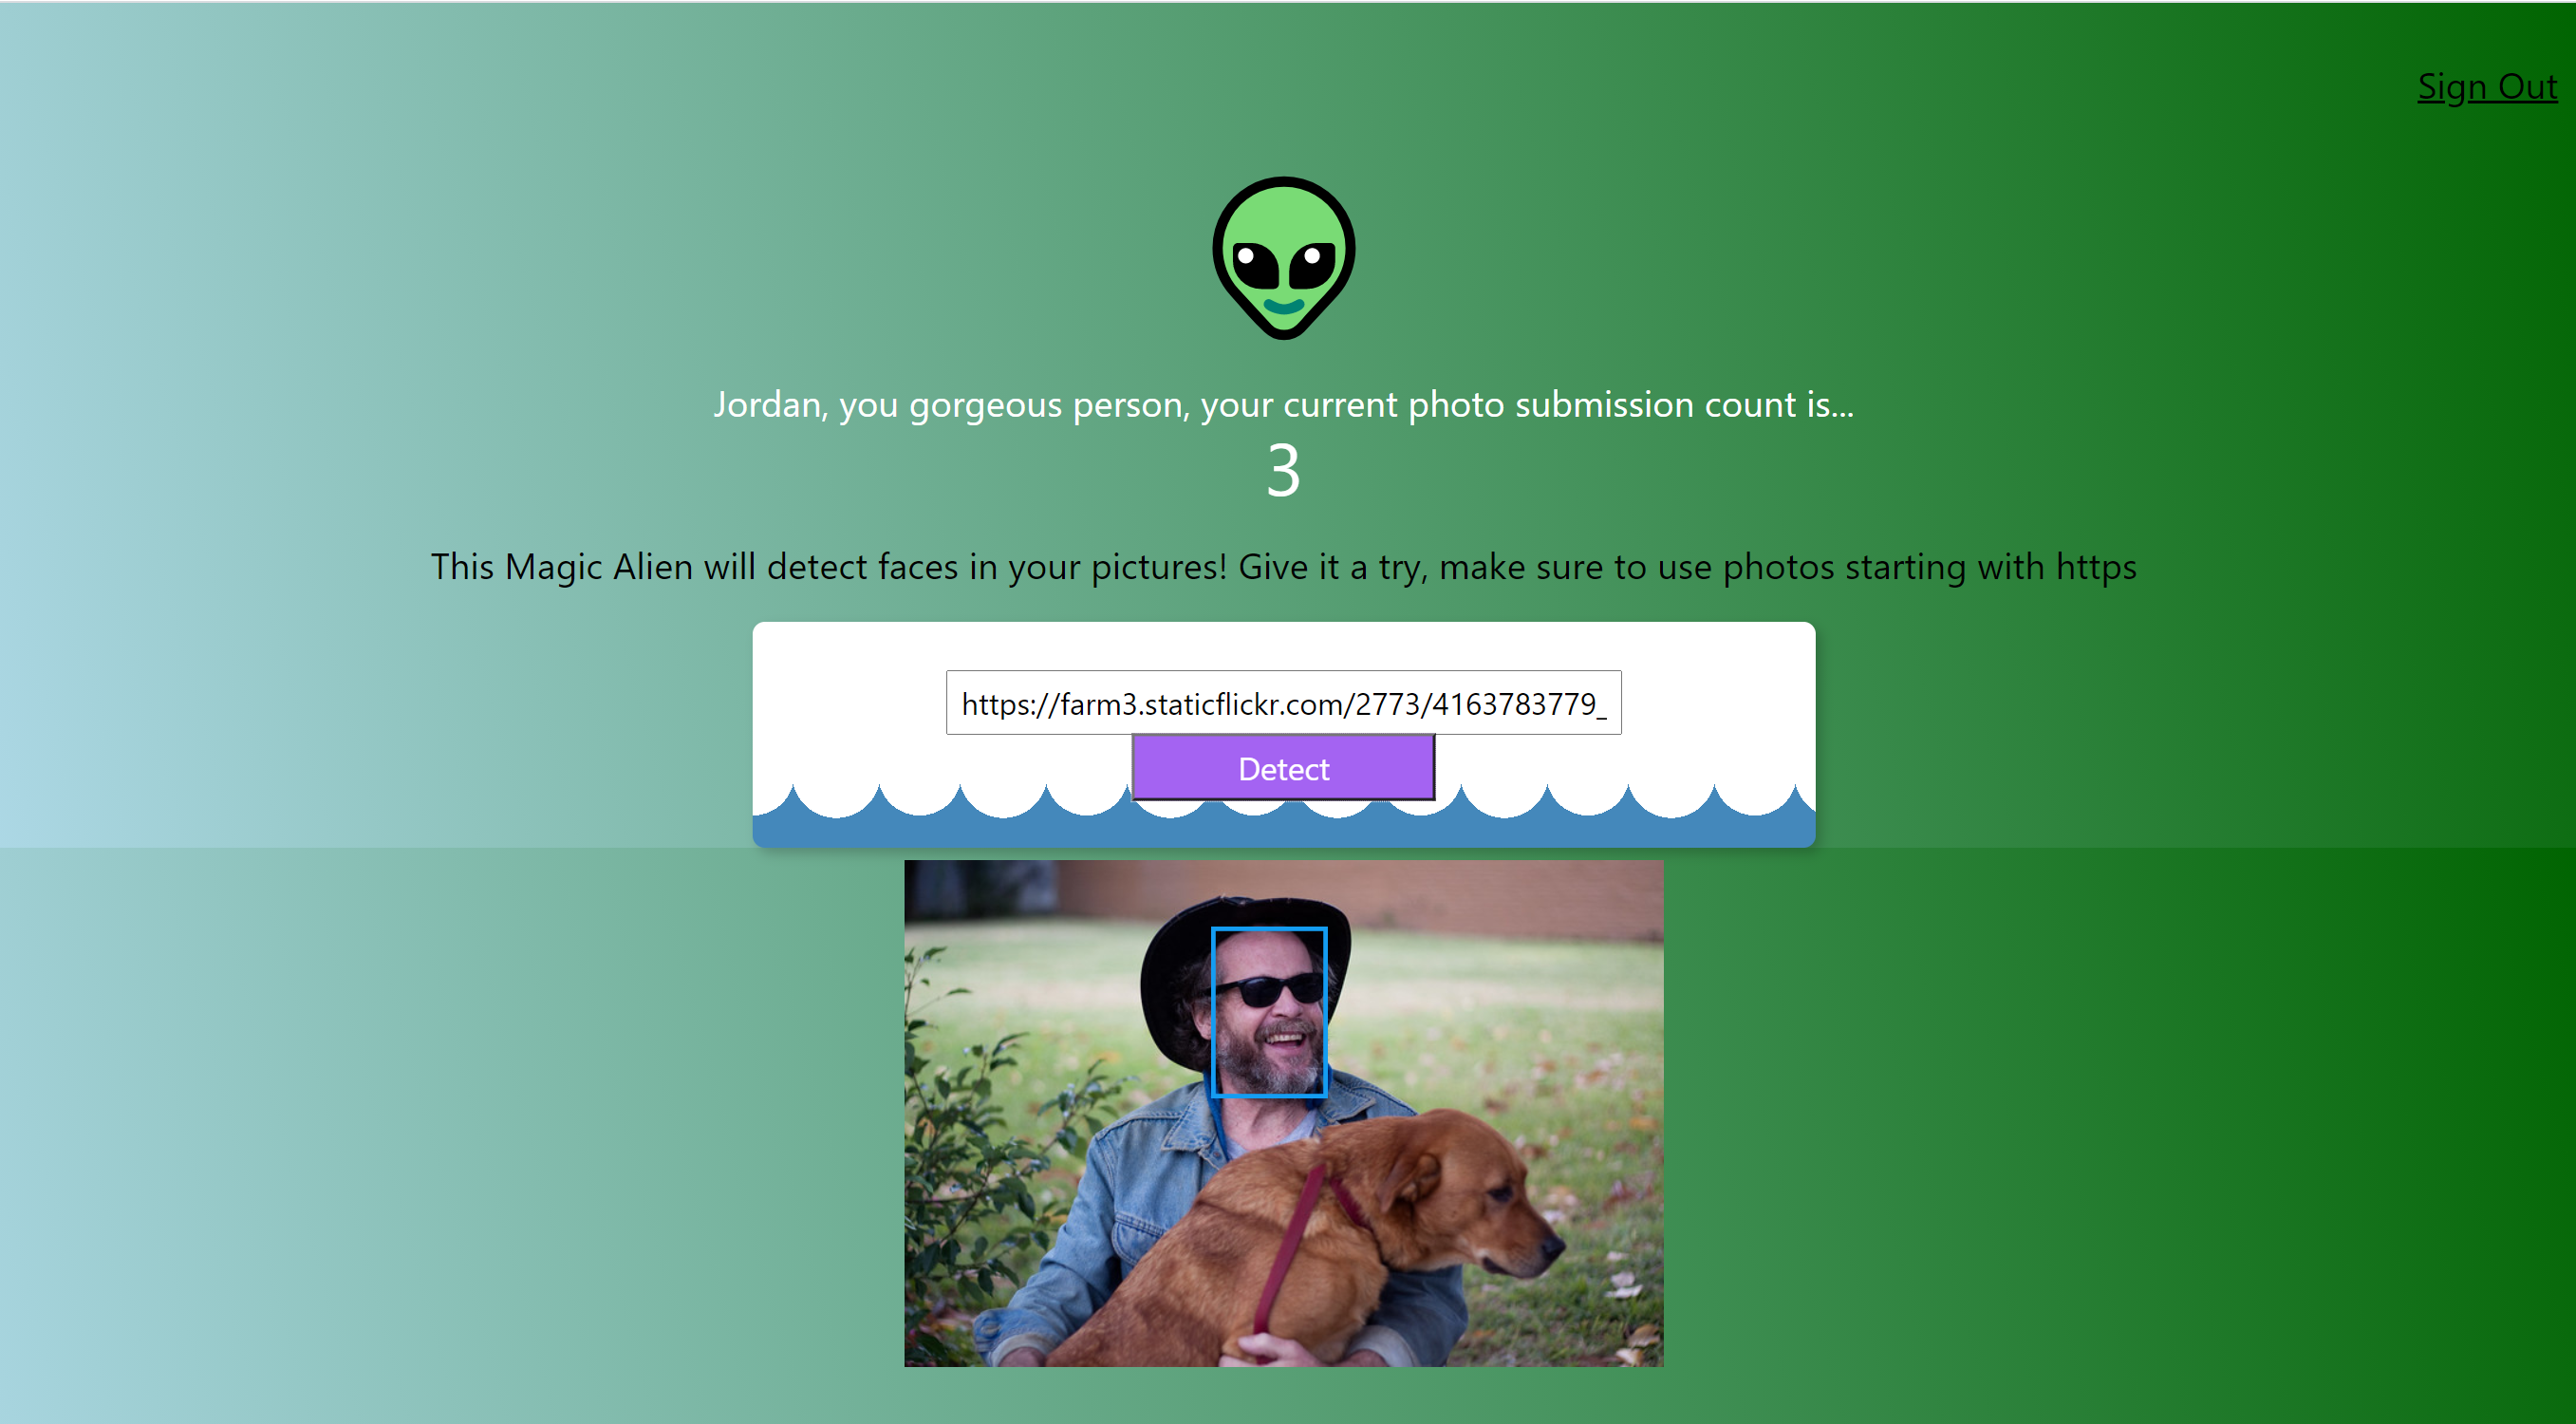 Sign Out
Jordan, you gorgeous person, your current photo submission count is...
3
This Magic Alien will detect faces in your pictures! Give it a try, make sure to use photos starting with https
https://farm3.staticflickr.com/2773/4163783779_
Detect